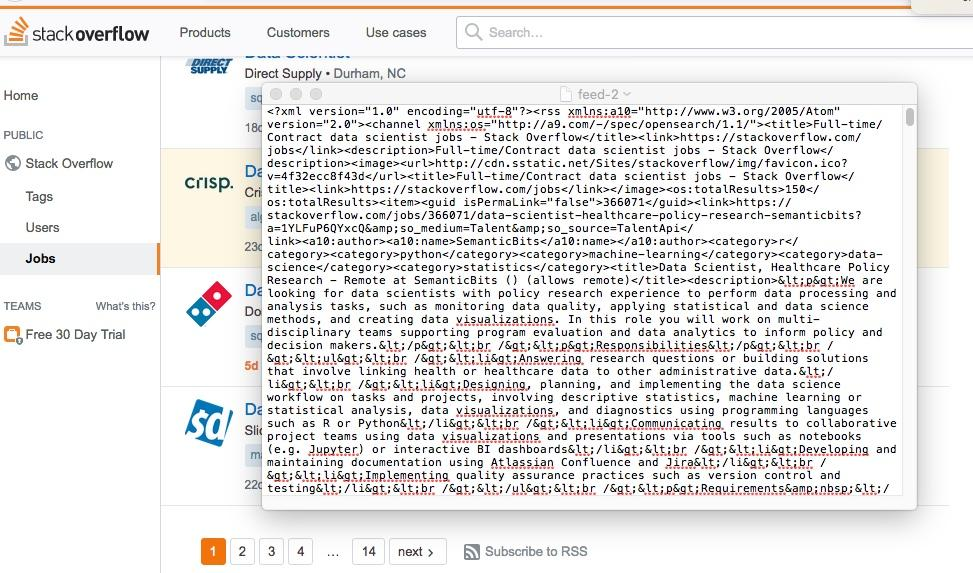 stackoverflow
Products
Customers
Use cases
Search...
Home
PUBLIC
Stack Overflow
Tags
Users
Jobs
TEAMS
What's this?
Free 30 Day Trial
DIRECT
SUPPLY
Data Scientist
Direct Supply • Durham, NC
sq
18d
crisp.
Da
Cri
alg
23d
Da
Do
sq
5d
sd
Da
Slic
ma
22d
feed-2
<?xml version="1.0" encoding="utf-8"?><rss xmlns:a10="http://www.w3.org/2005/Atom"
version="2.0"><channel xmlns:os="http://a9.com/-/spec/opensearch/1.1/"><title>Full-time/
Contract data scientist jobs - Stack Overflow</title><link>https://stackoverflow.com/
jobs</link><description>Full-time/Contract data scientist jobs - Stack Overflow</
description><image><url>http://cdn.sstatic.net/Sites/stackoverflow/img/favicon.ico?
v=4f32ecc8f43d</url><title>Full-time/Contract data scientist jobs - Stack Overflow</
title><link>https://stackoverflow.com/jobs</link></image><os:totalResults>150</
os:totalResults><item><guid isPermaLink="false">366071</guid><link>https://
stackoverflow.com/jobs/366071/data-scientist-healthcare-policy-research-semanticbits?
a=1YLFuP6QYxcQ&amp;so_medium=Talent&amp;so_source=TalentApi</
link><a10:author><a10:name>SemanticBits</a10:name></a10:author><category>r</
category><category>python</category><category>machine-learning</category><category>data-
science</category><category>statistics</category><title>Data Scientist, Healthcare Policy
Research - Remote at SemanticBits () (allows remote)</title><description>&lt;p&gt;We are
looking for data scientists with policy research experience to perform data processing and
analysis tasks, such as monitoring data quality, applying statistical and data science
methods, and creating data visualizations. In this role you will work on multi-
disciplinary teams supporting program evaluation and data analytics to inform policy and
decision makers.&lt;/p&gt;&lt;br /&gt;&lt;p&gt;Responsibilities&lt;/p&gt;&lt;br /
&gt;&lt;ul&gt;&lt;br /&gt;&lt;li&gt;Answering research questions or building solutions
that involve linking health or healthcare data to other administrative data.&lt;/
li&gt;&lt;br /&gt;&lt;li&gt;Designing, planning, and implementing the data science
workflow on tasks and projects, involving descriptive statistics, machine learning or
statistical analysis, data visualizations, and diagnostics using programming languages
such as R or Python&lt;/li&gt;&lt;br /&gt;&lt;li&gt;Communicating results to collaborative
project teams using data visualizations and presentations via tools such as notebooks
(e.g. Jupyter) or interactive BI dashboards&lt;/li&gt;&lt;br /&gt;&lt;li&gt;Developing and
maintaining documentation using Atlassian Confluence and Jira&lt;/li&gt;&lt;br /
&gt;&lt;li&gt;Implementing quality assurance practices such as version control and
testing&lt;/li&gt;&lt;br /&gt;&lt;/ul&gt;&lt;br /&gt;&lt;p&gt;Requirements&amp;nbsp;&lt;/
1
2
3
4
...
14
next >
Subscribe to RSS